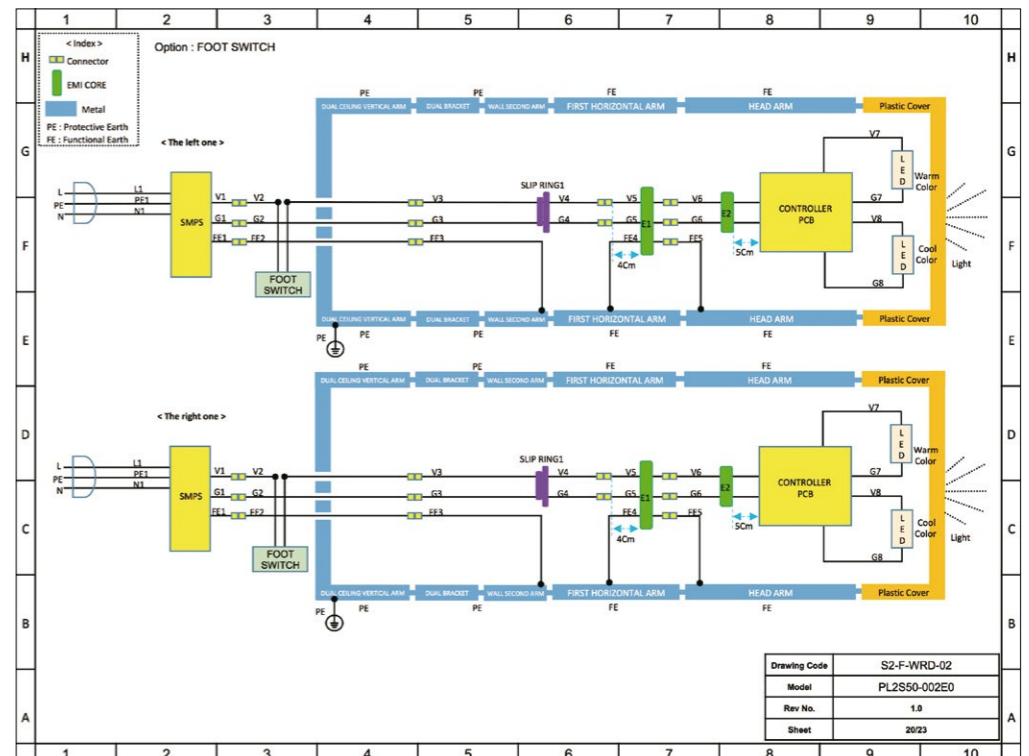 1 2 3 4 5 6 7 8 9 10
H H
G G
F F
E E
D D
C C
B B
A A
< Index >
Connector
EMI CORE
Metal
PE : Protective Earth
FE : Functional Earth
Option : FOOT SWITCH
< The left one >
PE PE FE FE
DUAL CEILING VERTICAL ARM DUAL BRACKET WALL SECOND ARM FIRST HORIZONTAL ARM HEAD ARM Plastic Cover
L L1
PE PE1
N N1
SMPS
V1 V2 V3 V4 V5 V6
G1 G2 G3 G4 G5 G6
FE1 FE2 FE3 FE4 FE5
SLIP RING1
E1
E2
4Cm
5Cm
CONTROLLER
PCB
V7
LED
Warm
Color
G7
V8
LED
Cool
Color
G8
Light
FOOT
SWITCH
DUAL CEILING VERTICAL ARM DUAL BRACKET WALL SECOND ARM FIRST HORIZONTAL ARM HEAD ARM Plastic Cover
PE PE PE FE FE
PE PE FE FE
DUAL CEILING VERTICAL ARM DUAL BRACKET WALL SECOND ARM FIRST HORIZONTAL ARM HEAD ARM Plastic Cover
< The right one >
L L1
PE PE1
N N1
SMPS
V1 V2 V3 V4 V5 V6
G1 G2 G3 G4 G5 G6
FE1 FE2 FE3 FE4 FE5
SLIP RING1
E1
E2
4Cm
5Cm
CONTROLLER
PCB
V7
LED
Warm
Color
G7
V8
LED
Cool
Color
G8
Light
FOOT
SWITCH
DUAL CEILING VERTICAL ARM DUAL BRACKET WALL SECOND ARM FIRST HORIZONTAL ARM HEAD ARM Plastic Cover
PE PE PE FE FE
Drawing Code S2-F-WRD-02
Model PL2S50-002E0
Rev No. 1.0
Sheet 20/23
1 2 3 4 5 6 7 8 9 10